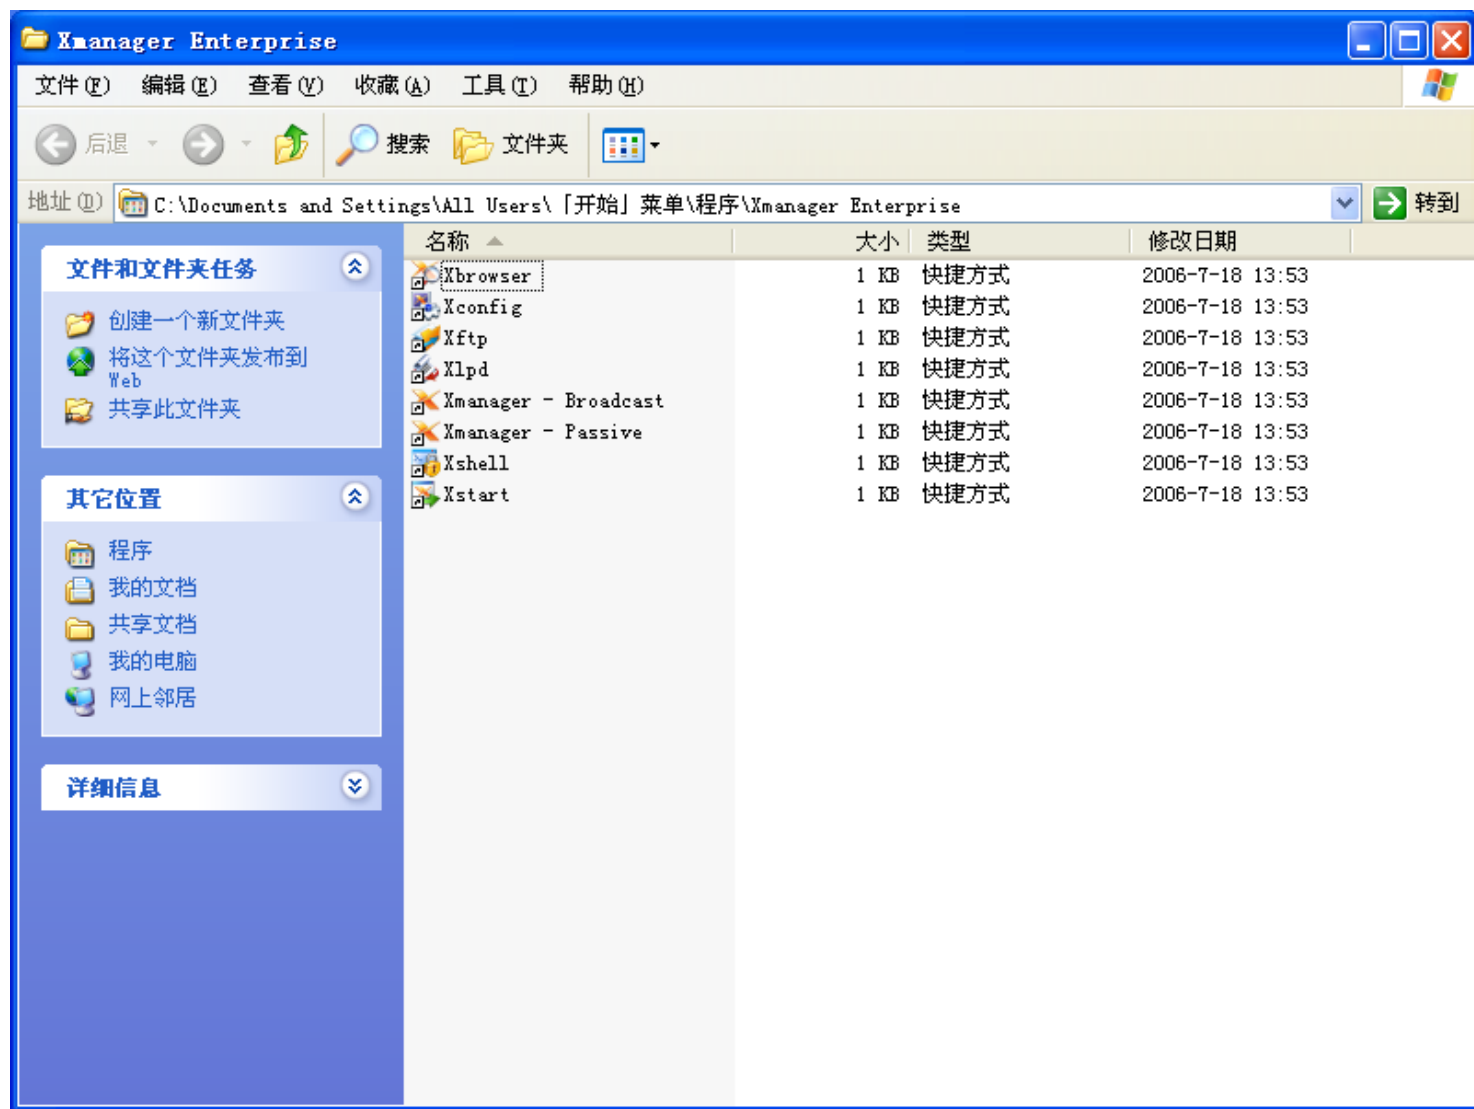 Xmanager Enterprise
文件(F) 编辑(E) 查看(V) 收藏(A) 工具(T) 帮助(H)
后退 搜索 文件夹
地址(D) C:\Documents and Settings\All Users\「开始」菜单\程序\Xmanager Enterprise 转到
文件和文件夹任务
创建一个新文件夹
将这个文件夹发布到
Web
共享此文件夹
其它位置
程序
我的文档
共享文档
我的电脑
网上邻居
详细信息
名称 大小 类型 修改日期
Xbrowser 1 KB 快捷方式 2006-7-18 13:53
Xconfig 1 KB 快捷方式 2006-7-18 13:53
Xftp 1 KB 快捷方式 2006-7-18 13:53
Xlpd 1 KB 快捷方式 2006-7-18 13:53
Xmanager - Broadcast 1 KB 快捷方式 2006-7-18 13:53
Xmanager - Passive 1 KB 快捷方式 2006-7-18 13:53
Xshell 1 KB 快捷方式 2006-7-18 13:53
Xstart 1 KB 快捷方式 2006-7-18 13:53